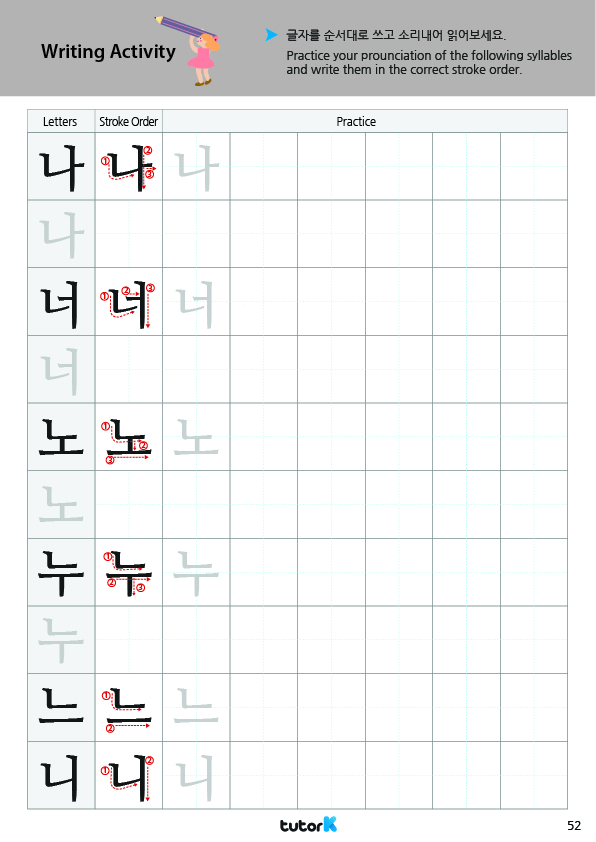 Writing Activity
글자를 순서대로 쓰고 소리내어 읽어보세요.
Practice your prounciation of the following syllables
and write them in the correct stroke order.
Letters Stroke Order Practice
나 ① 나 ② ③ 나
나
너 ① ② 너 ③ 너
너
노 ① 노 ② ③ 노
노
누 ① 누 ② ③ 누
누
느 ① 느 ② 느
니 ① 니 ② 니
tutorK
52